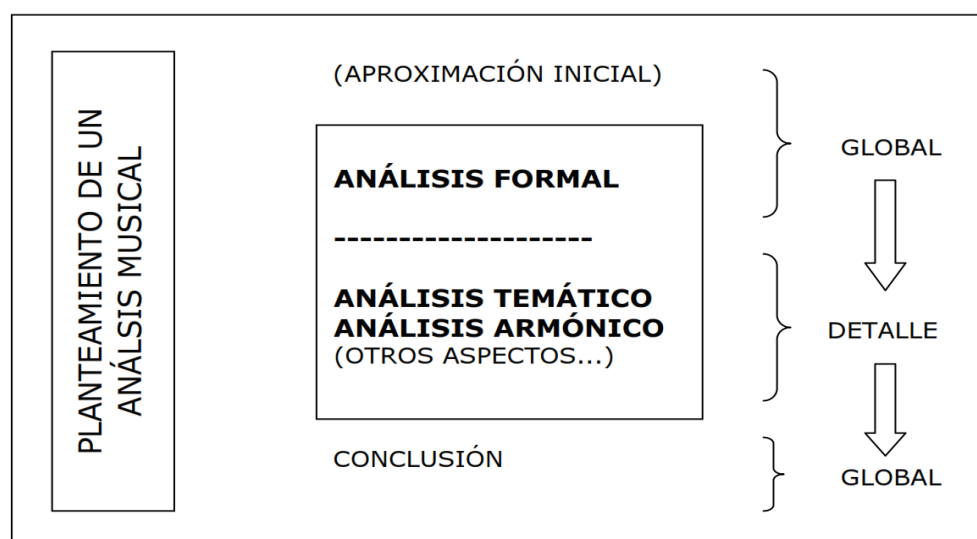 PLANTEAMIENTO DE UN
ANÁLSIS MUSICAL
(APROXIMACIÓN INICIAL)
ANÁLISIS FORMAL
--------------------
ANÁLISIS TEMÁTICO
ANÁLISIS ARMÓNICO
(OTROS ASPECTOS...)
CONCLUSIÓN
GLOBAL
DETALLE
GLOBAL